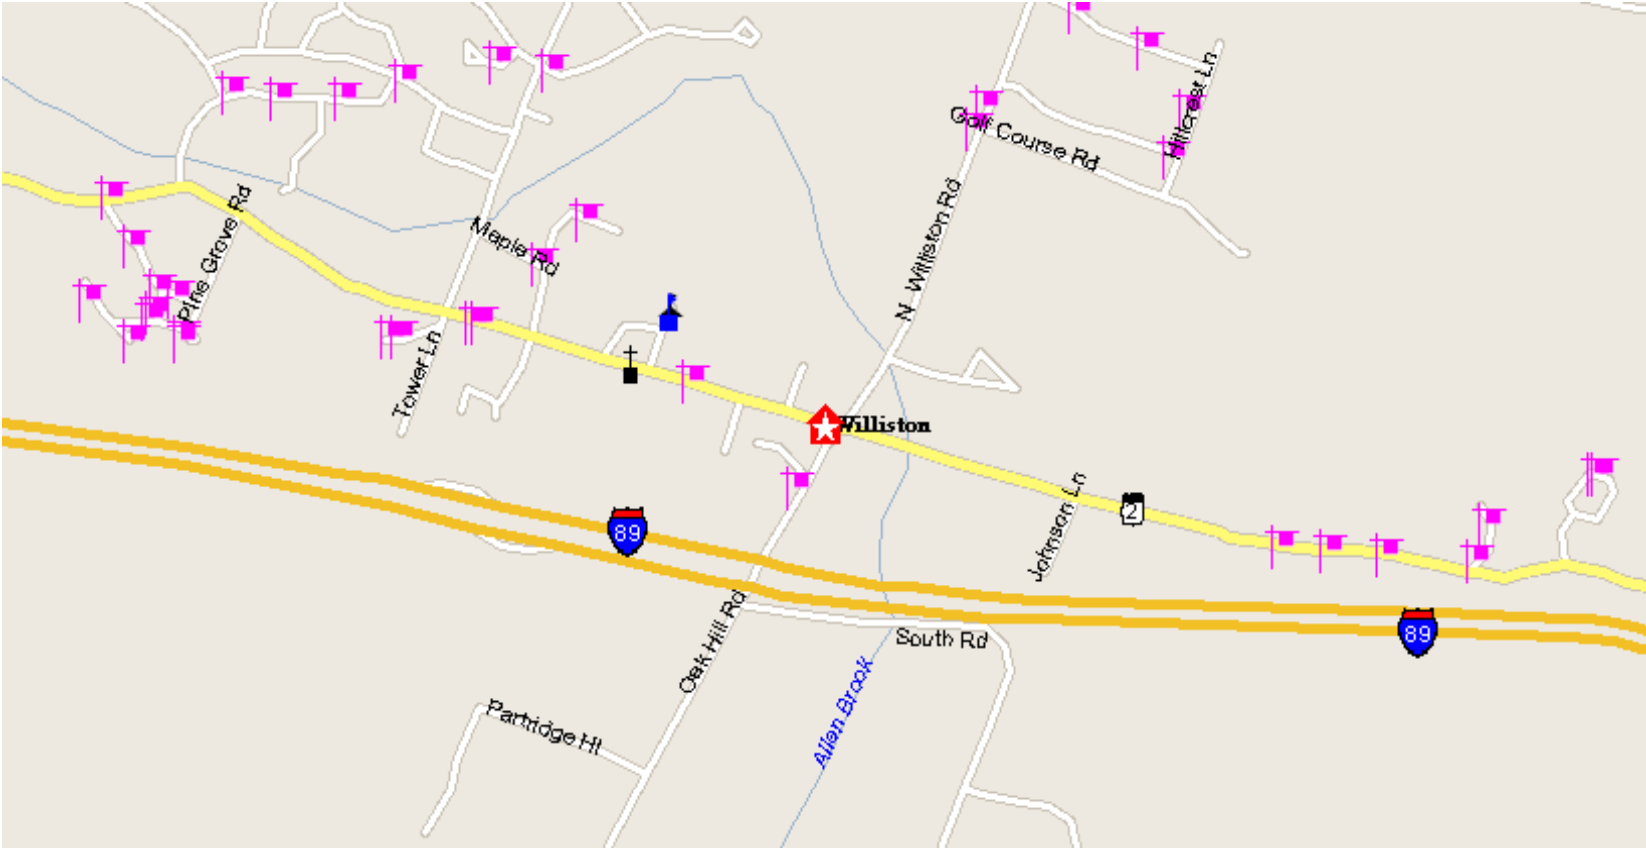 Hillcrest Ln
Golf Course Rd
Pine Grove Rd
Maple Rd
N Williston Rd
Tower Ln
Williston
2
89
Johnson Ln
89
Oak Hill Rd
South Rd
Allen Brook
Partridge Hl